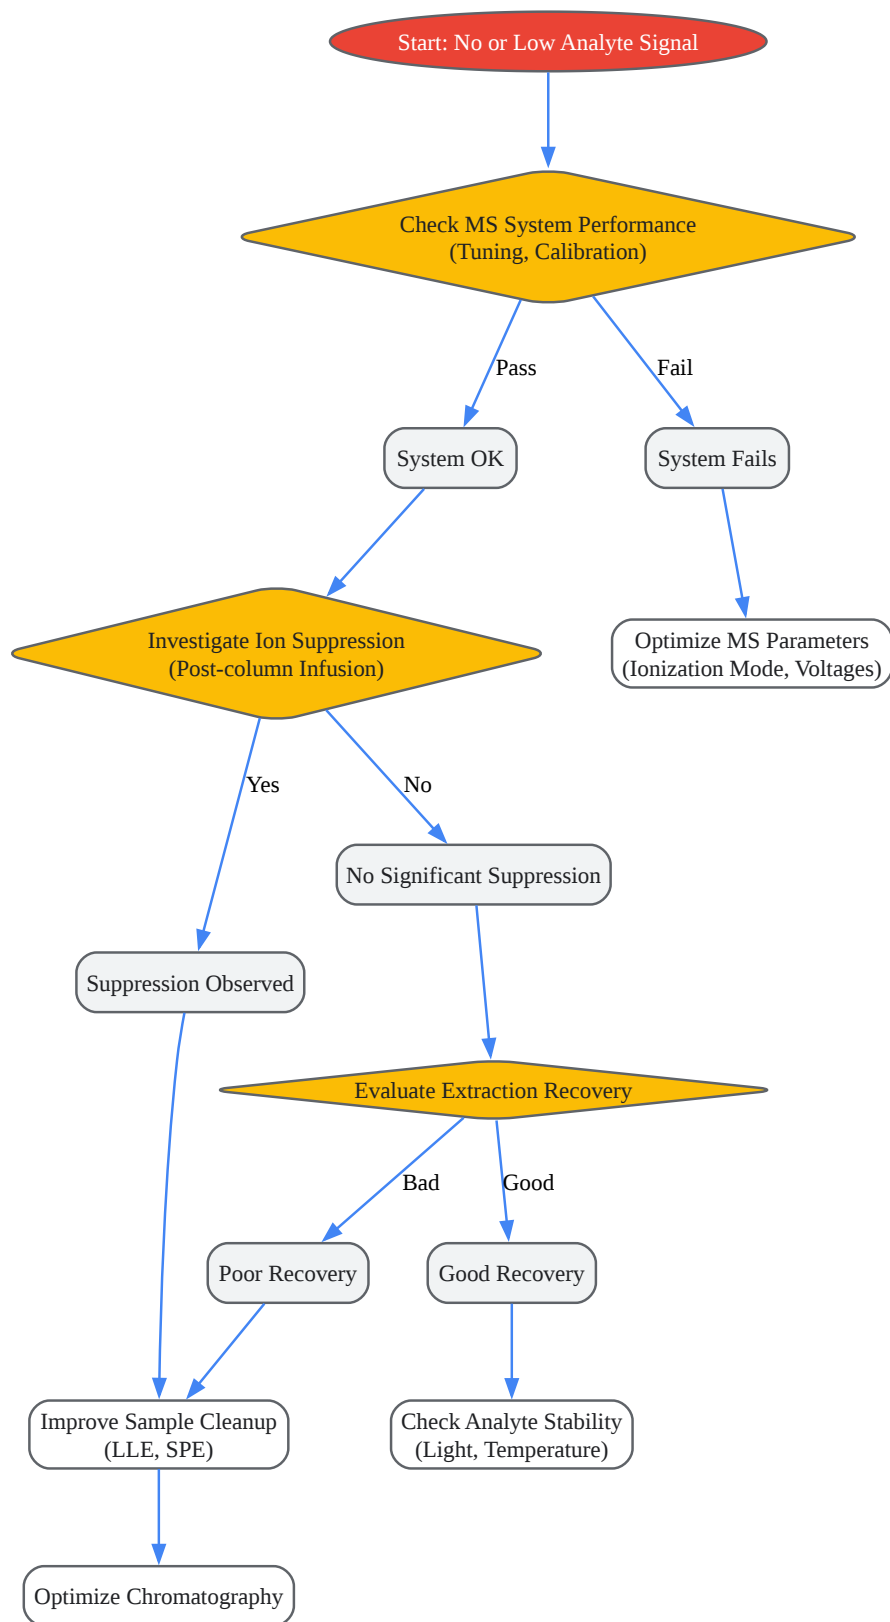 Start: No or Low Analyte Signal
Check MS System Performance
(Tuning, Calibration)
Pass
Fail
System OK
System Fails
Investigate Ion Suppression
(Post-column Infusion)
Optimize MS Parameters
(Ionization Mode, Voltages)
Yes
No
No Significant Suppression
Suppression Observed
Evaluate Extraction Recovery
Bad
Good
Poor Recovery
Good Recovery
Improve Sample Cleanup
(LLE, SPE)
Check Analyte Stability
(Light, Temperature)
Optimize Chromatography